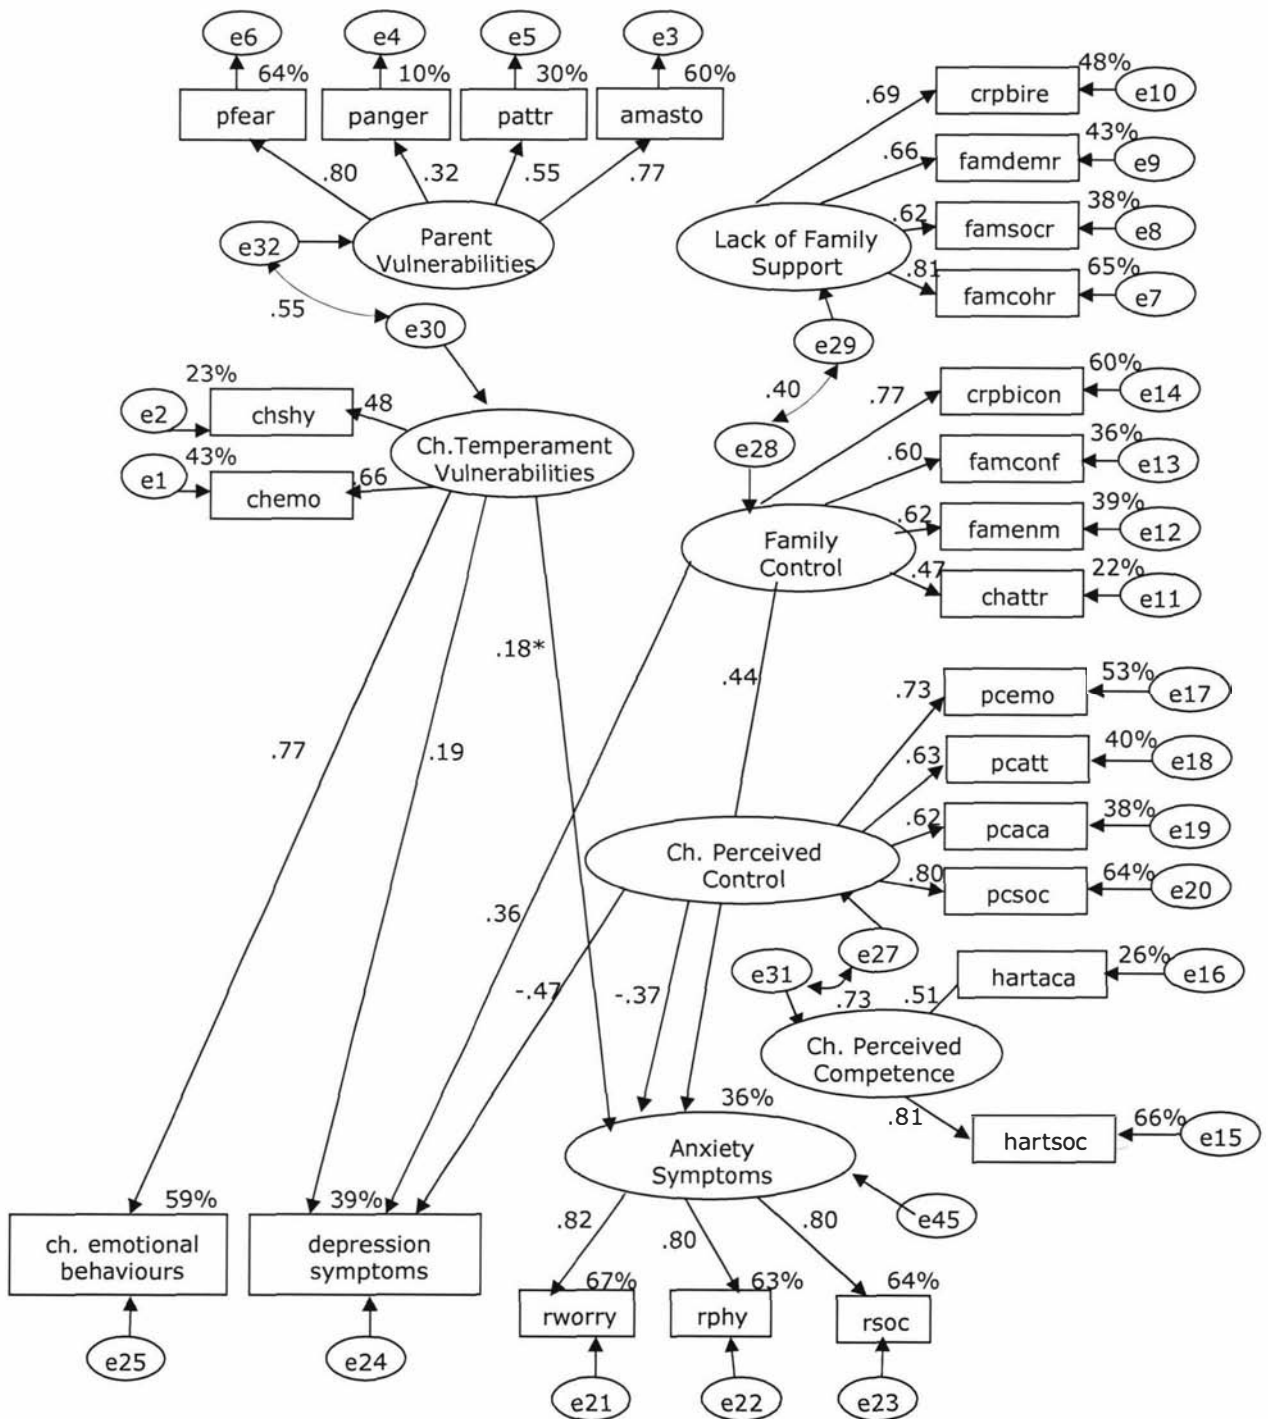 e6 e4 e5 e3
64% 10% 30% 60%
pfear panger pattr amasto
.80 .32 .55 .77
e32
Parent
Vulnerabilities
.55
e30
48%
.69 crpbire e10
43%
.66 famdemr e9
38%
.62 famsocr e8
65%
.81 famcohr e7
Lack of Family
Support
e29
.40
e28
23%
e2 chshy .48
43%
e1 chemo .66
Ch.Temperament
Vulnerabilities
60%
.77 crpbicon e14
36%
.60 famconf e13
39%
.62 famenm e12
22%
.47 chattr e11
Family
Control
.18*
.44
.77
.19
53%
.73 pcemo e17
40%
.63 pcatt e18
38%
.62 pcaca e19
64%
.80 pcsoc e20
Ch. Perceived
Control
.36
-.47
-.37
e27
e31
.73
26%
.51 hartaca e16
Ch. Perceived
Competence
66%
.81 hartsoc e15
36%
Anxiety
Symptoms
e45
.82 .80 .80
67% 63% 64%
rworry rphy rsoc
e21 e22 e23
59%
ch. emotional
behaviours
e25
39%
depression
symptoms
e24